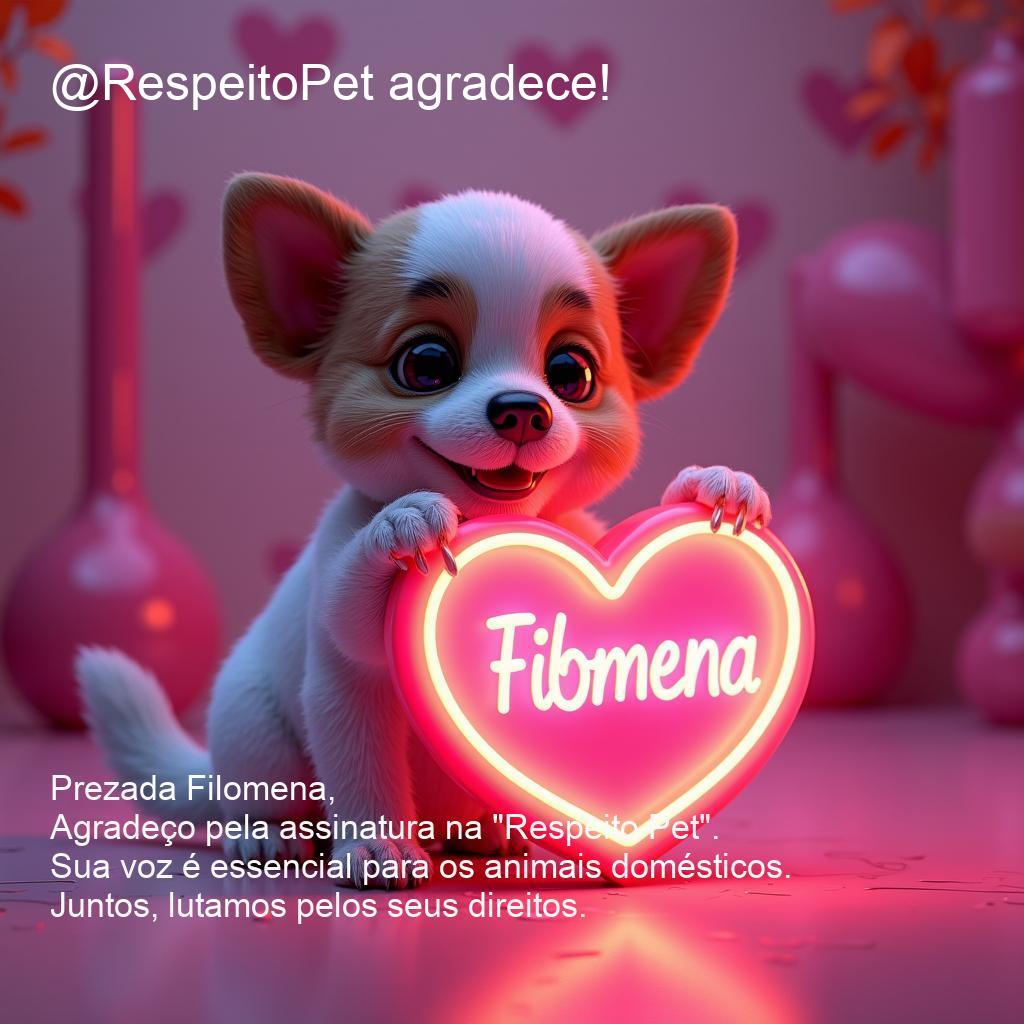 @RespeitoPet agradece!
Fibmena
Prezada Filomena,
Agradeço pela assinatura na "Respeito Pet".
Sua voz é essencial para os animais domésticos.
Juntos, lutamos pelos seus direitos.